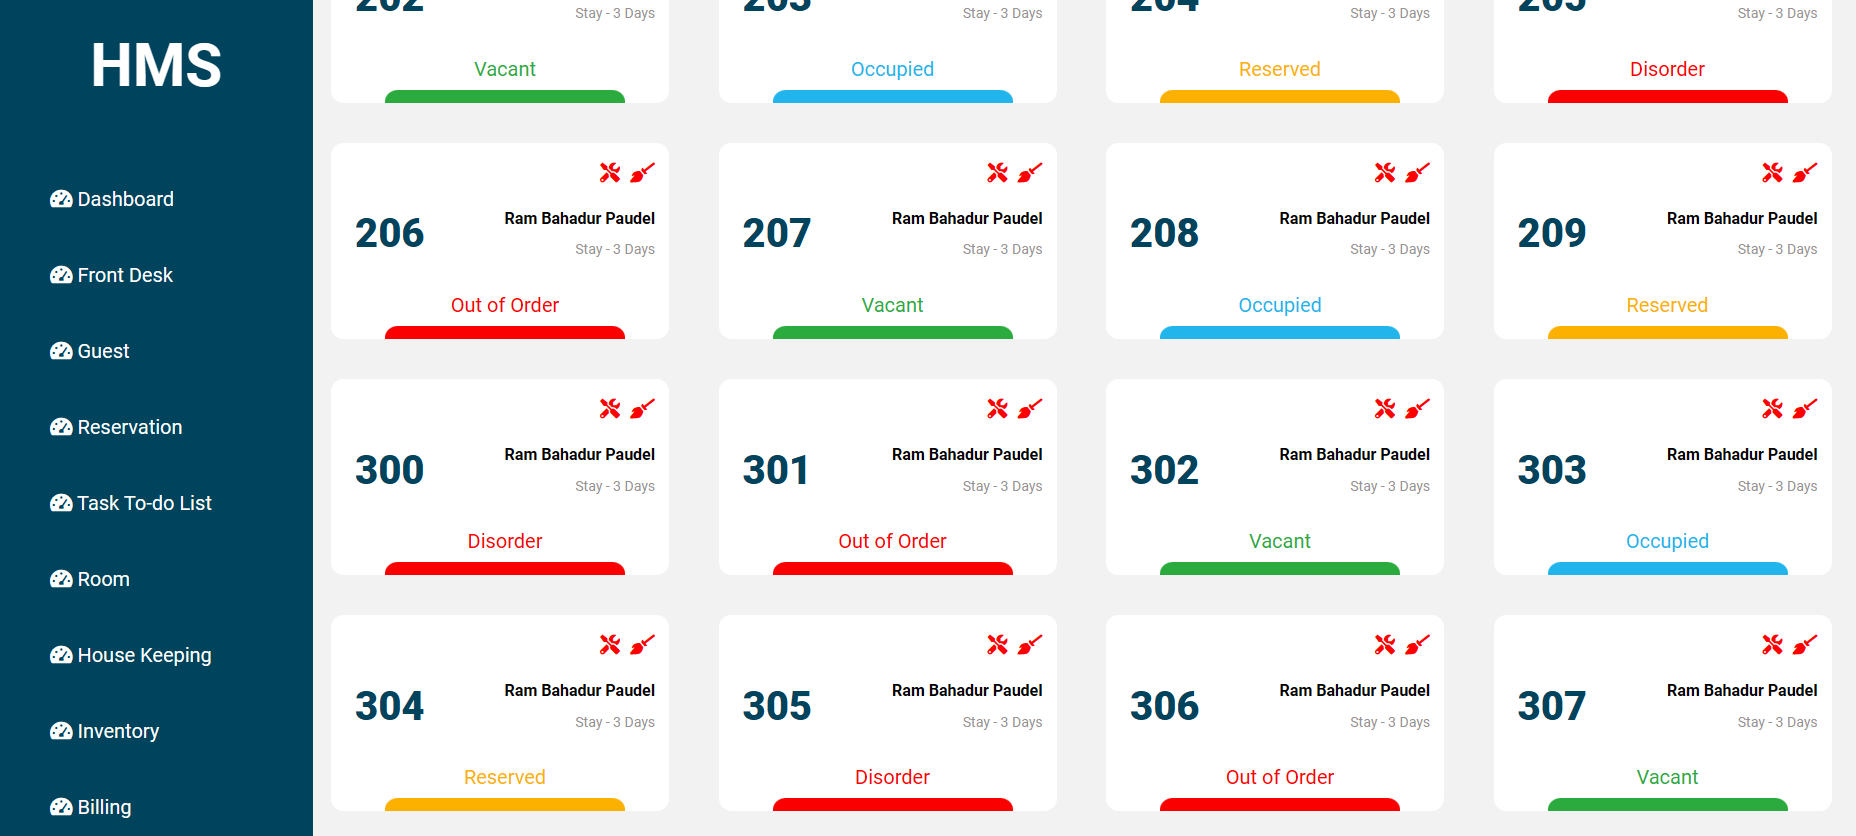 HMS
Dashboard
Front Desk
Guest
Reservation
Task To-do List
Room
House Keeping
Inventory
Billing
202 203 204 205
Stay - 3 Days Stay - 3 Days Stay - 3 Days Stay - 3 Days
Vacant Occupied Reserved Disorder
Ram Bahadur Paudel Ram Bahadur Paudel Ram Bahadur Paudel Ram Bahadur Paudel
206 207 208 209
Stay - 3 Days Stay - 3 Days Stay - 3 Days Stay - 3 Days
Out of Order Vacant Occupied Reserved
Ram Bahadur Paudel Ram Bahadur Paudel Ram Bahadur Paudel Ram Bahadur Paudel
300 301 302 303
Stay - 3 Days Stay - 3 Days Stay - 3 Days Stay - 3 Days
Disorder Out of Order Vacant Occupied
Ram Bahadur Paudel Ram Bahadur Paudel Ram Bahadur Paudel Ram Bahadur Paudel
304 305 306 307
Stay - 3 Days Stay - 3 Days Stay - 3 Days Stay - 3 Days
Reserved Disorder Out of Order Vacant